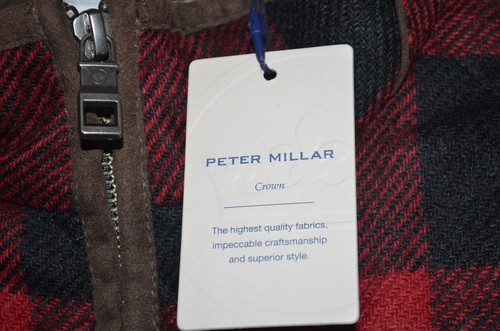 PETER MILLAR
Crown
The highest quality fabrics,
impeccable craftsmanship
and superior style.